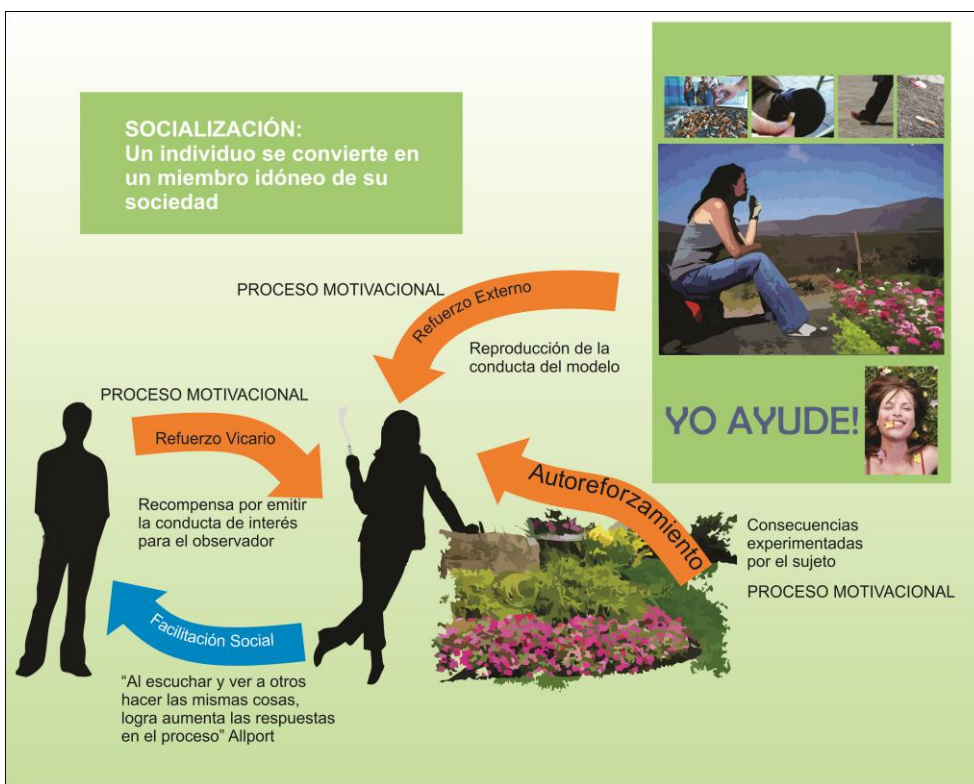 SOCIALIZACIÓN:
Un individuo se convierte en
un miembro idóneo de su
sociedad
PROCESO MOTIVACIONAL
Refuerzo Externo
Reproducción de la
conducta del modelo
YO AYUDE!
PROCESO MOTIVACIONAL
Refuerzo Vicario
Recompensa por emitir
la conducta de interés
para el observador
Autoreforzamiento
Consecuencias
experimentadas
por el sujeto
PROCESO MOTIVACIONAL
Facilitación Social
“Al escuchar y ver a otros
hacer las mismas cosas,
logra aumenta las respuestas
en el proceso” Allport